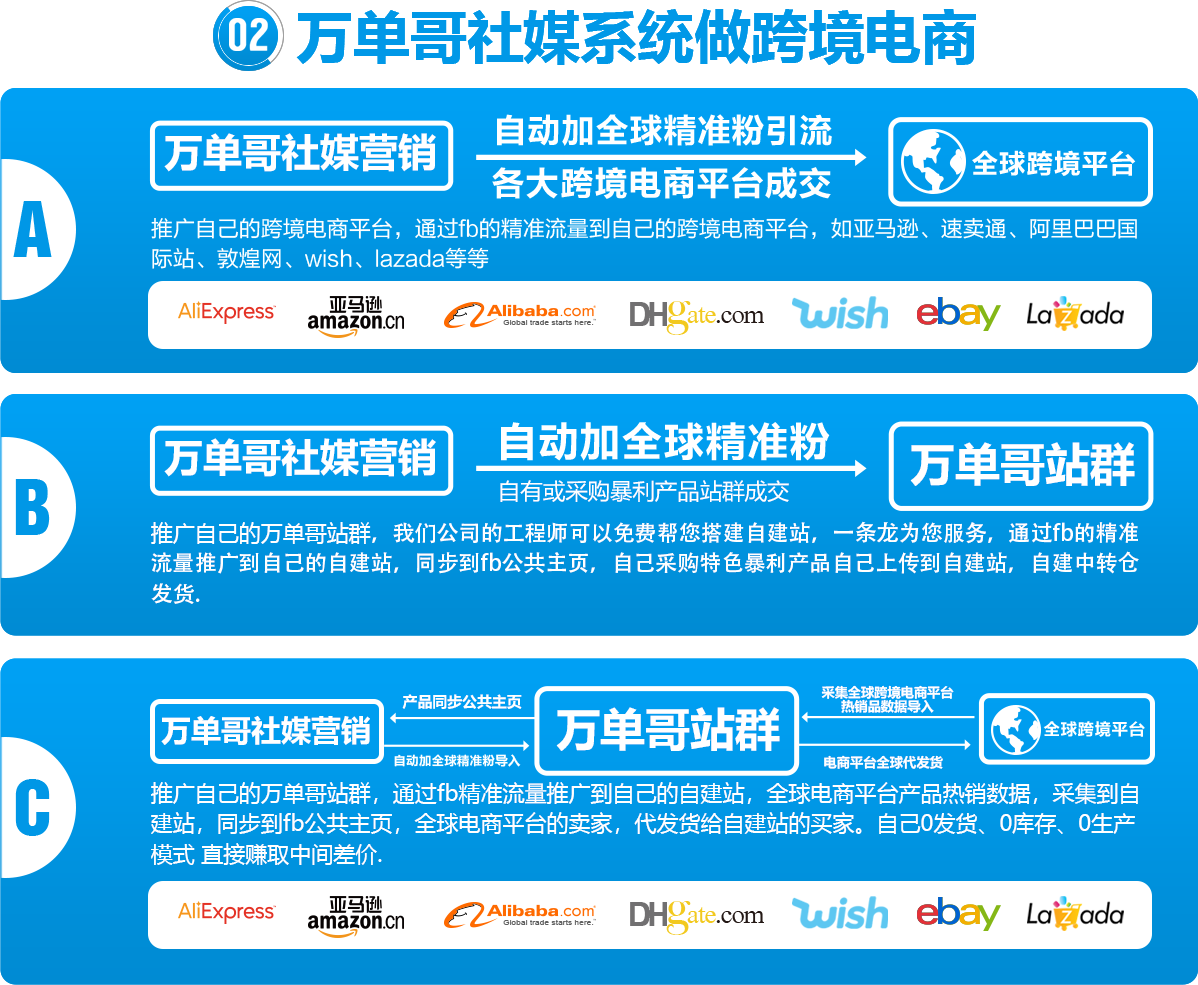 02 万单哥社媒系统做跨境电商
A
万单哥社媒营销
自动加全球精准粉引流
各大跨境电商平台成交
全球跨境平台
推广自己的跨境电商平台，通过fb的精准流量到自己的跨境电商平台，如亚马逊、速卖通、阿里巴巴国
际站、敦煌网、wish、lazada等等
AliExpress™
亚马逊
amazon.cn
Alibaba.com®
Global trade starts here.™
DHgate.com
wish
ebay
Lazada
B
万单哥社媒营销
自动加全球精准粉
自有或采购暴利产品站群成交
万单哥站群
推广自己的万单哥站群，我们公司的工程师可以免费帮您搭建自建站，一条龙为您服务，通过fb的精准
流量推广到自己的自建站，同步到fb公共主页，自己采购特色暴利产品自己上传到自建站，自建中转仓
发货.
C
万单哥社媒营销
产品同步公共主页
自动加全球精准粉导入
万单哥站群
采集全球跨境电商平台
热销品数据导入
电商平台全球代发货
全球跨境平台
推广自己的万单哥站群，通过fb精准流量推广到自己的自建站，全球电商平台产品热销数据，采集到自
建站，同步到fb公共主页，全球电商平台的卖家，代发货给自建站的买家。自己0发货、0库存、0生产
模式 直接赚取中间差价.
AliExpress™
亚马逊
amazon.cn
Alibaba.com®
Global trade starts here.™
DHgate.com
wish
ebay
Lazada